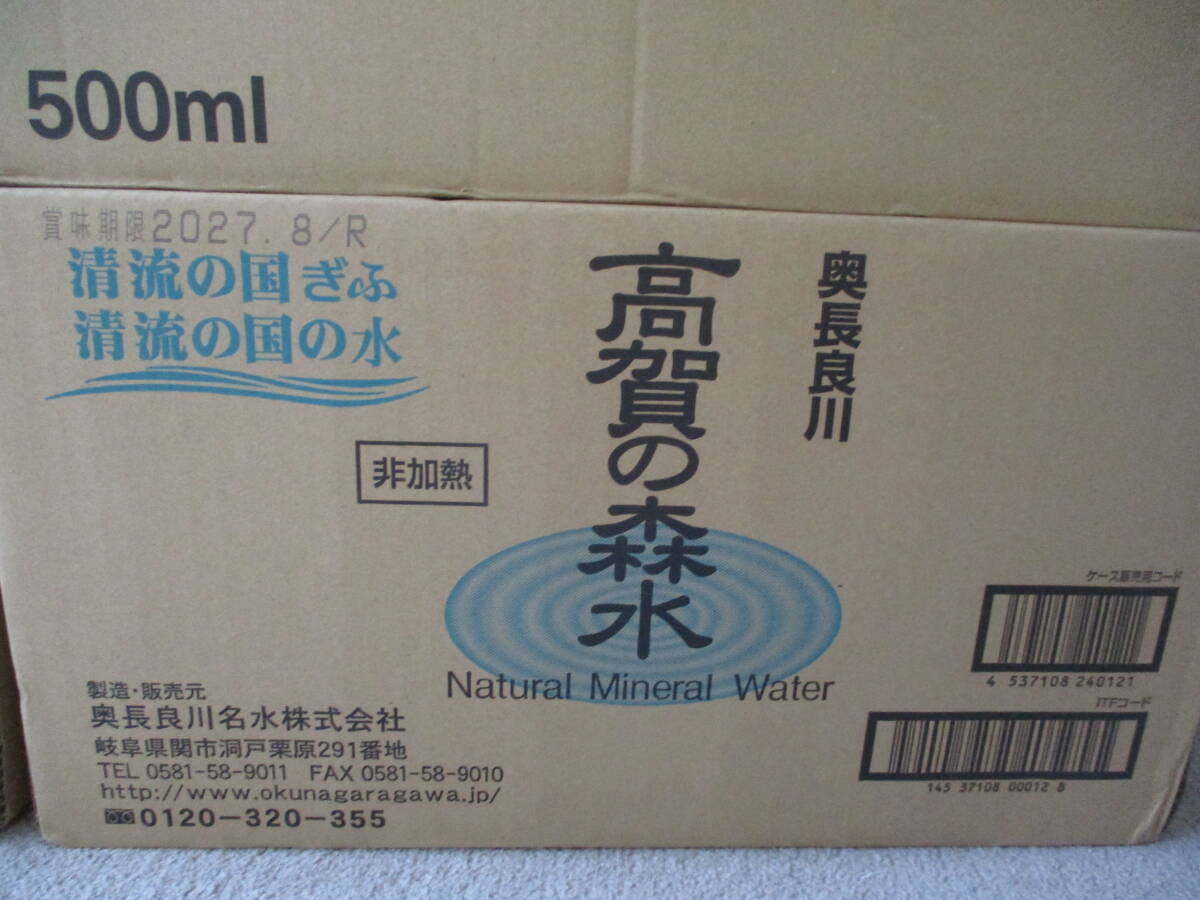 500ml
賞味期限2027. 8/R
清流の国ぎふ
清流の国の水
奥長良川
高賀の森水
非加熱
Natural Mineral Water
製造・販売元
奥長良川名水株式会社
岐阜県関市洞戸栗原291番地
TEL 0581-58-9011 FAX 0581-58-9010
http://www.okunagaragawa.jp/
0120-320-355
ケース販売用コード
4 537108 240121
ITFコード
145 37108 00012 8